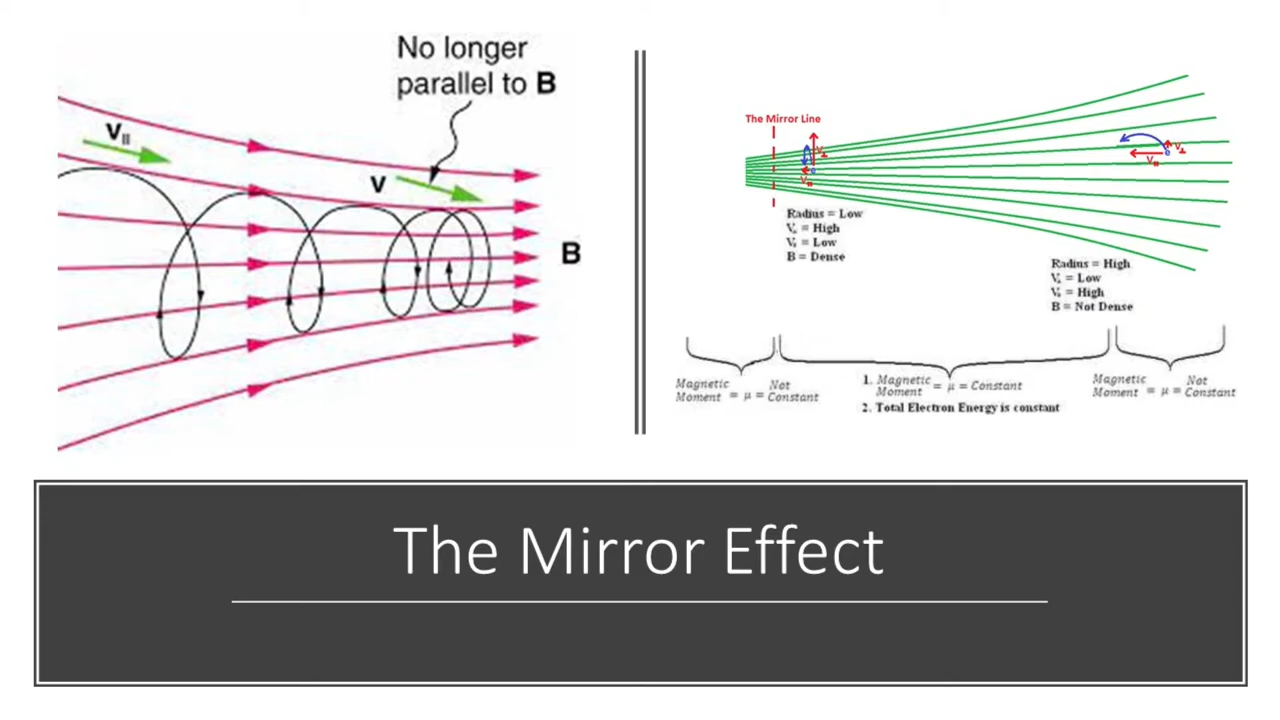 No longer
parallel to B
V||
V
B
The Mirror Line
V⊥
V||
V⊥
V||
Radius = Low
V = High
V = Low
B = Dense
Radius = High
V = Low
V = High
B = Not Dense
Magnetic Moment = μ = Not Constant
1. Magnetic Moment = μ = Constant
2. Total Electron Energy is constant
Magnetic Moment = μ = Not Constant
The Mirror Effect